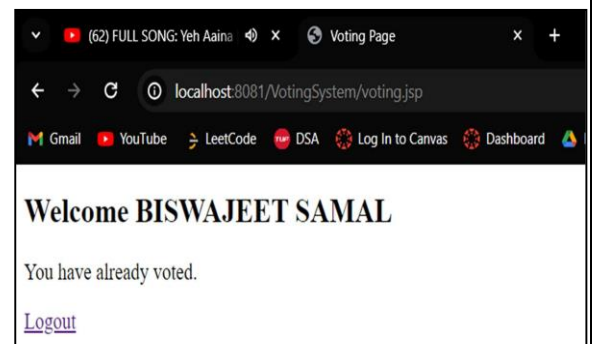 (62) FULL SONG: Yeh Aaina Voting Page
localhost:8081/VotingSystem/voting.jsp
Gmail YouTube LeetCode DSA Log In to Canvas Dashboard
Welcome BISWAJEET SAMAL
You have already voted.
Logout